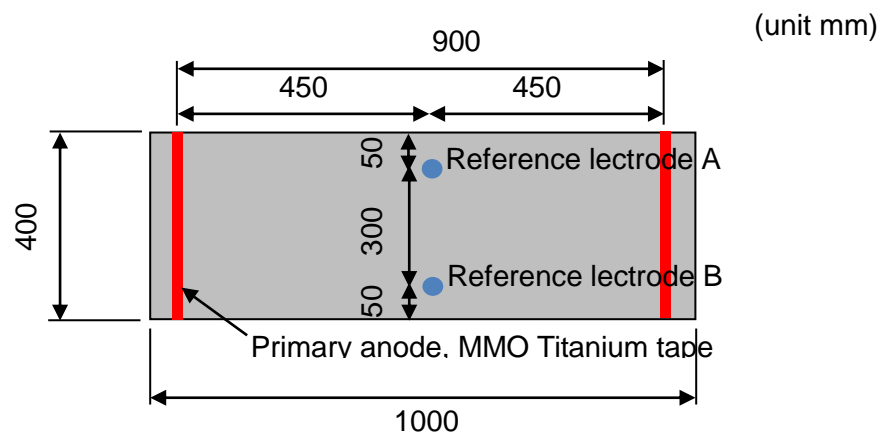 (unit mm)
900
450 450
50
Reference lectrode A
400
300
Reference lectrode B
50
Primary anode, MMO Titanium tape
1000